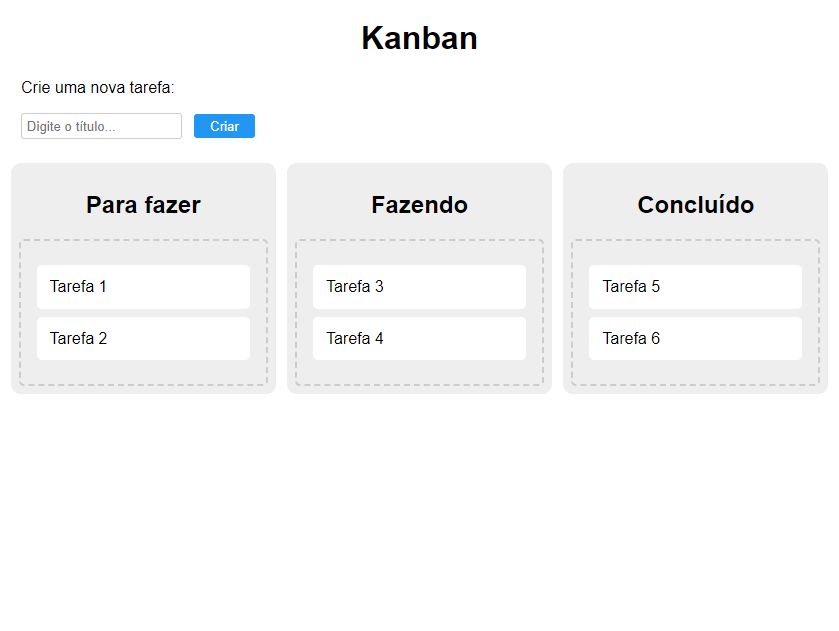 Kanban
Crie uma nova tarefa:
Digite o título...
Criar
Para fazer
Tarefa 1
Tarefa 2
Fazendo
Tarefa 3
Tarefa 4
Concluído
Tarefa 5
Tarefa 6